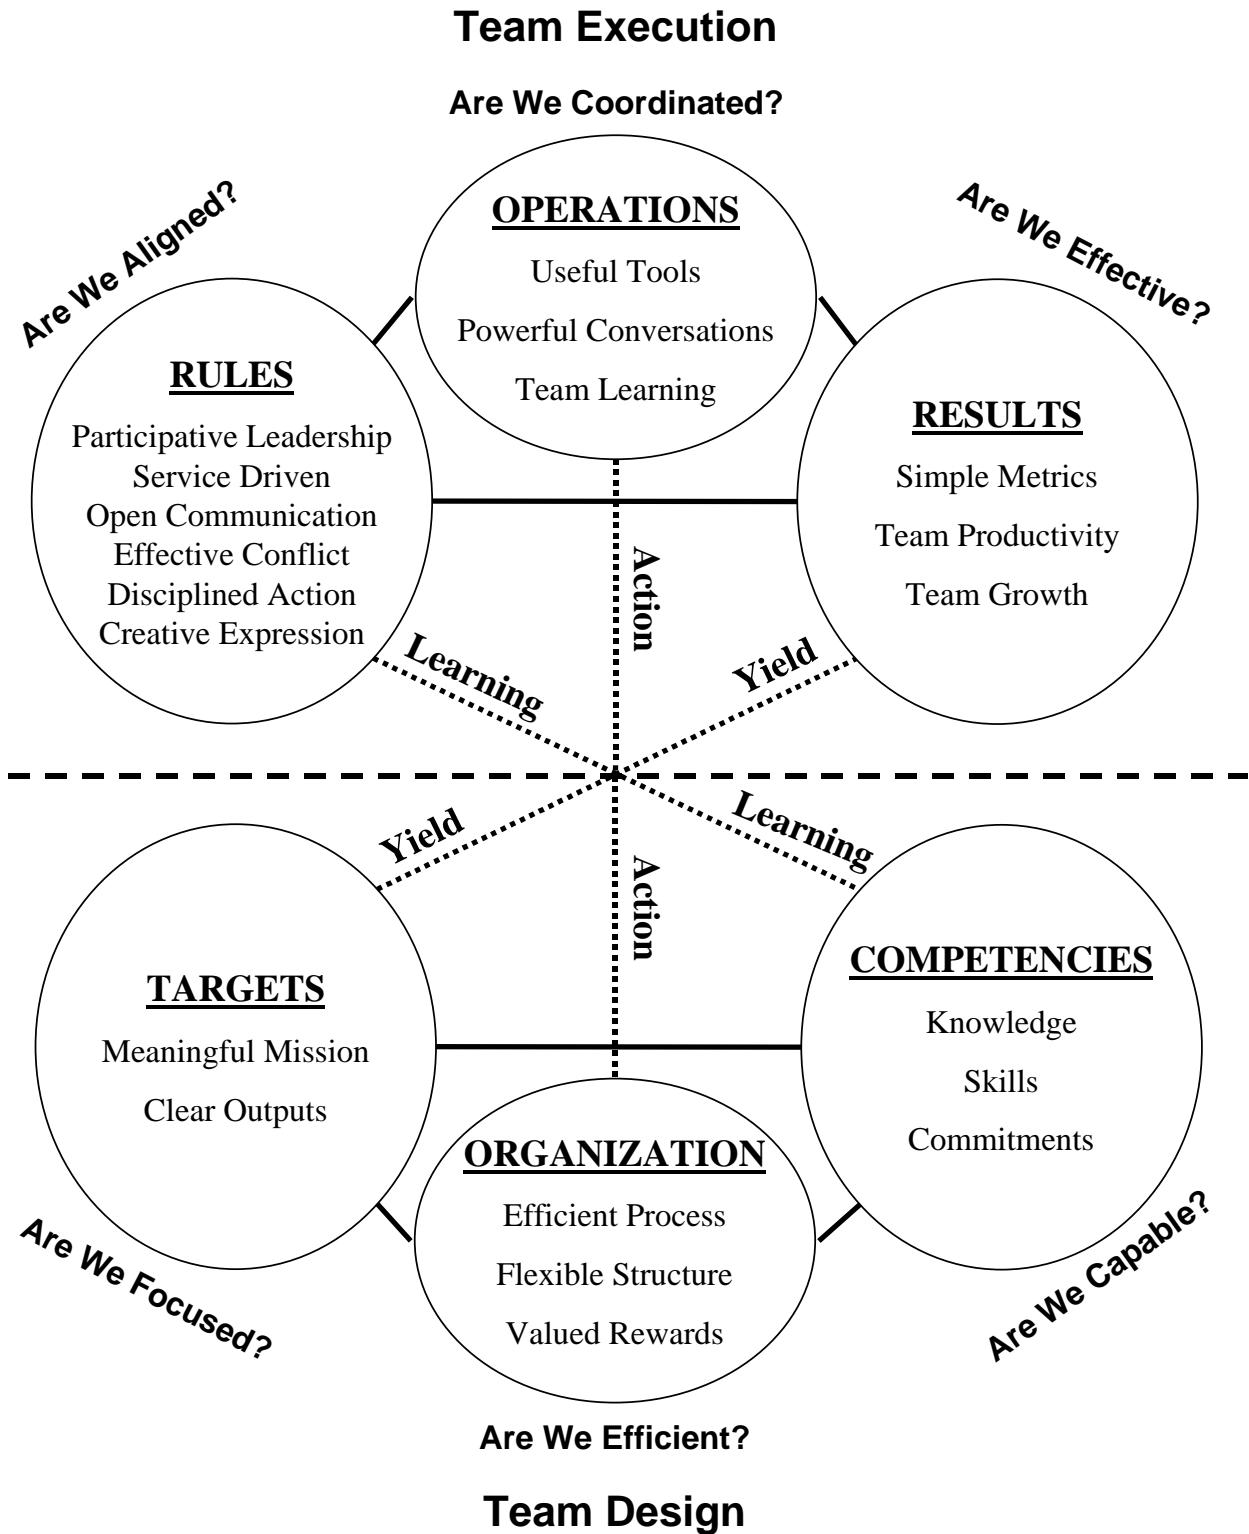 Team Execution
Are We Coordinated?
Are We Aligned?
Are We Effective?
OPERATIONS
Useful Tools
Powerful Conversations
Team Learning
RULES
Participative Leadership
Service Driven
Open Communication
Effective Conflict
Disciplined Action
Creative Expression
RESULTS
Simple Metrics
Team Productivity
Team Growth
Action
Learning
Yield
Yield
Learning
Action
TARGETS
Meaningful Mission
Clear Outputs
COMPETENCIES
Knowledge
Skills
Commitments
ORGANIZATION
Efficient Process
Flexible Structure
Valued Rewards
Are We Focused?
Are We Capable?
Are We Efficient?
Team Design